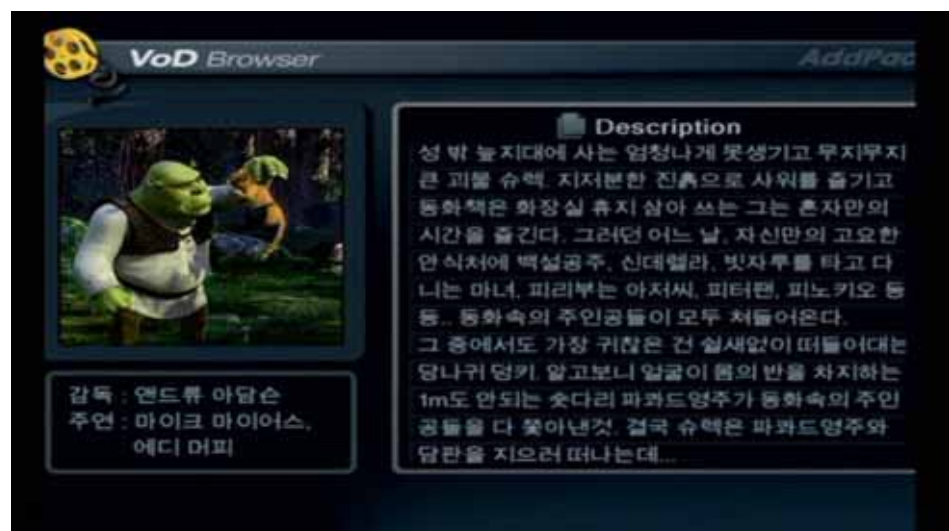 VoD Browser
AddPac
Description
성 밖 늪지대에 사는 엄청나게 못생기고 무지무지
큰 괴물 슈렉. 지저분한 진흙으로 샤워를 즐기고
동화책은 화장실 휴지 삼아 쓰는 그는 혼자만의
시간을 즐긴다. 그러던 어느 날, 자신만의 고요한
안식처에 백설공주, 신데렐라, 빗자루를 타고 다
니는 마녀, 피리부는 아저씨, 피터팬, 피노키오 등
등.. 동화속의 주인공들이 모두 쳐들어온다.
그 중에서도 가장 귀찮은 건 쉴새없이 떠들어대는
당나귀 덩키. 알고보니 얼굴이 몸의 반을 차지하는
1m도 안되는 숏다리 파콰드영주가 동화속의 주인
공들을 다 쫓아낸것. 결국 슈렉은 파콰드영주와
담판을 지으러 떠나는데...
감독 : 앤드류 아담슨
주연 : 마이크 마이어스,
에디 머피